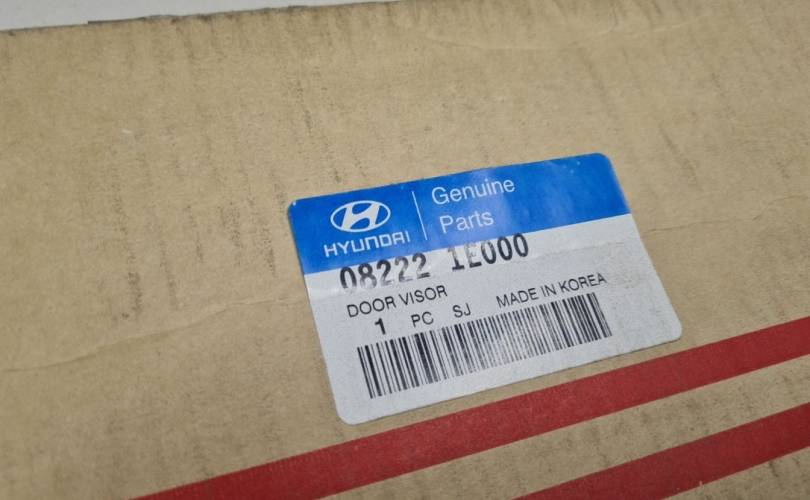 HYUNDAI
Genuine
Parts
08222 1E000
DOOR VISOR
1 PC SJ MADE IN KOREA